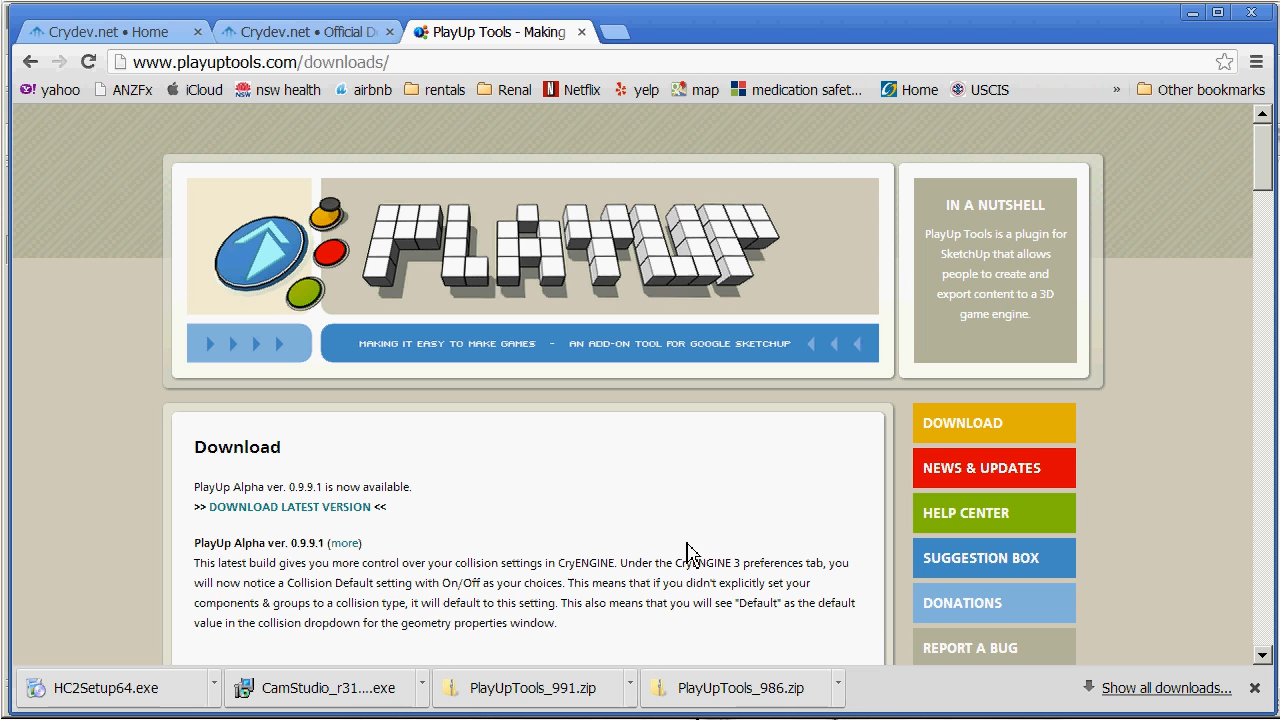 Crydev.net • Home
Crydev.net • Official D
PlayUp Tools - Making
www.playuptools.com/downloads/
yahoo
ANZFx
iCloud
nsw health
airbnb
rentals
Renal
Netflix
yelp
map
medication safet...
Home
USCIS
»
Other bookmarks
PLAYUP
MAKING IT EASY TO MAKE GAMES - AN ADD-ON TOOL FOR GOOGLE SKETCHUP
IN A NUTSHELL
PlayUp Tools is a plugin for
SketchUp that allows
people to create and
export content to a 3D
game engine.
Download
PlayUp Alpha ver. 0.9.9.1 is now available.
>> DOWNLOAD LATEST VERSION <<
PlayUp Alpha ver. 0.9.9.1 (more)
This latest build gives you more control over your collision settings in CryENGINE. Under the CryENGINE 3 preferences tab, you
will now notice a Collision Default setting with On/Off as your choices. This means that if you didn't explicitly set your
components & groups to a collision type, it will default to this setting. This also means that you will see "Default" as the default
value in the collision dropdown for the geometry properties window.
DOWNLOAD
NEWS & UPDATES
HELP CENTER
SUGGESTION BOX
DONATIONS
REPORT A BUG
HC2Setup64.exe
CamStudio_r31....exe
PlayUpTools_991.zip
PlayUpTools_986.zip
Show all downloads...